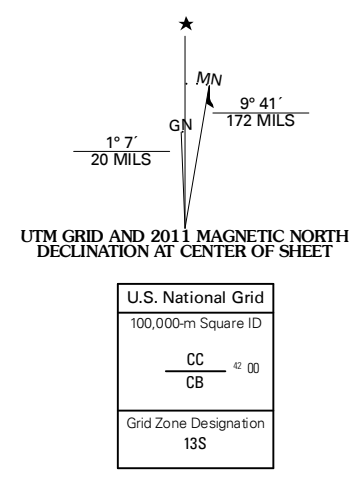 MN
9° 41´
172 MILS
GN
1° 7´
20 MILS
UTM GRID AND 2011 MAGNETIC NORTH
DECLINATION AT CENTER OF SHEET
U.S. National Grid
100,000-m Square ID
CC
42 00
CB
Grid Zone Designation
13S